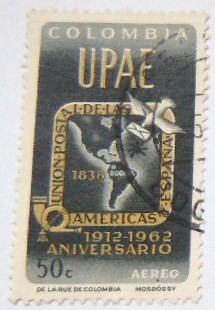 COLOMBIA
UPAE
UNION POSTAL DE LAS AMERICAS Y ESPAÑA
1838
1912-1962
ANIVERSARIO
50c AEREO
DE LA RUE DE COLOMBIA MOSDÓSSY